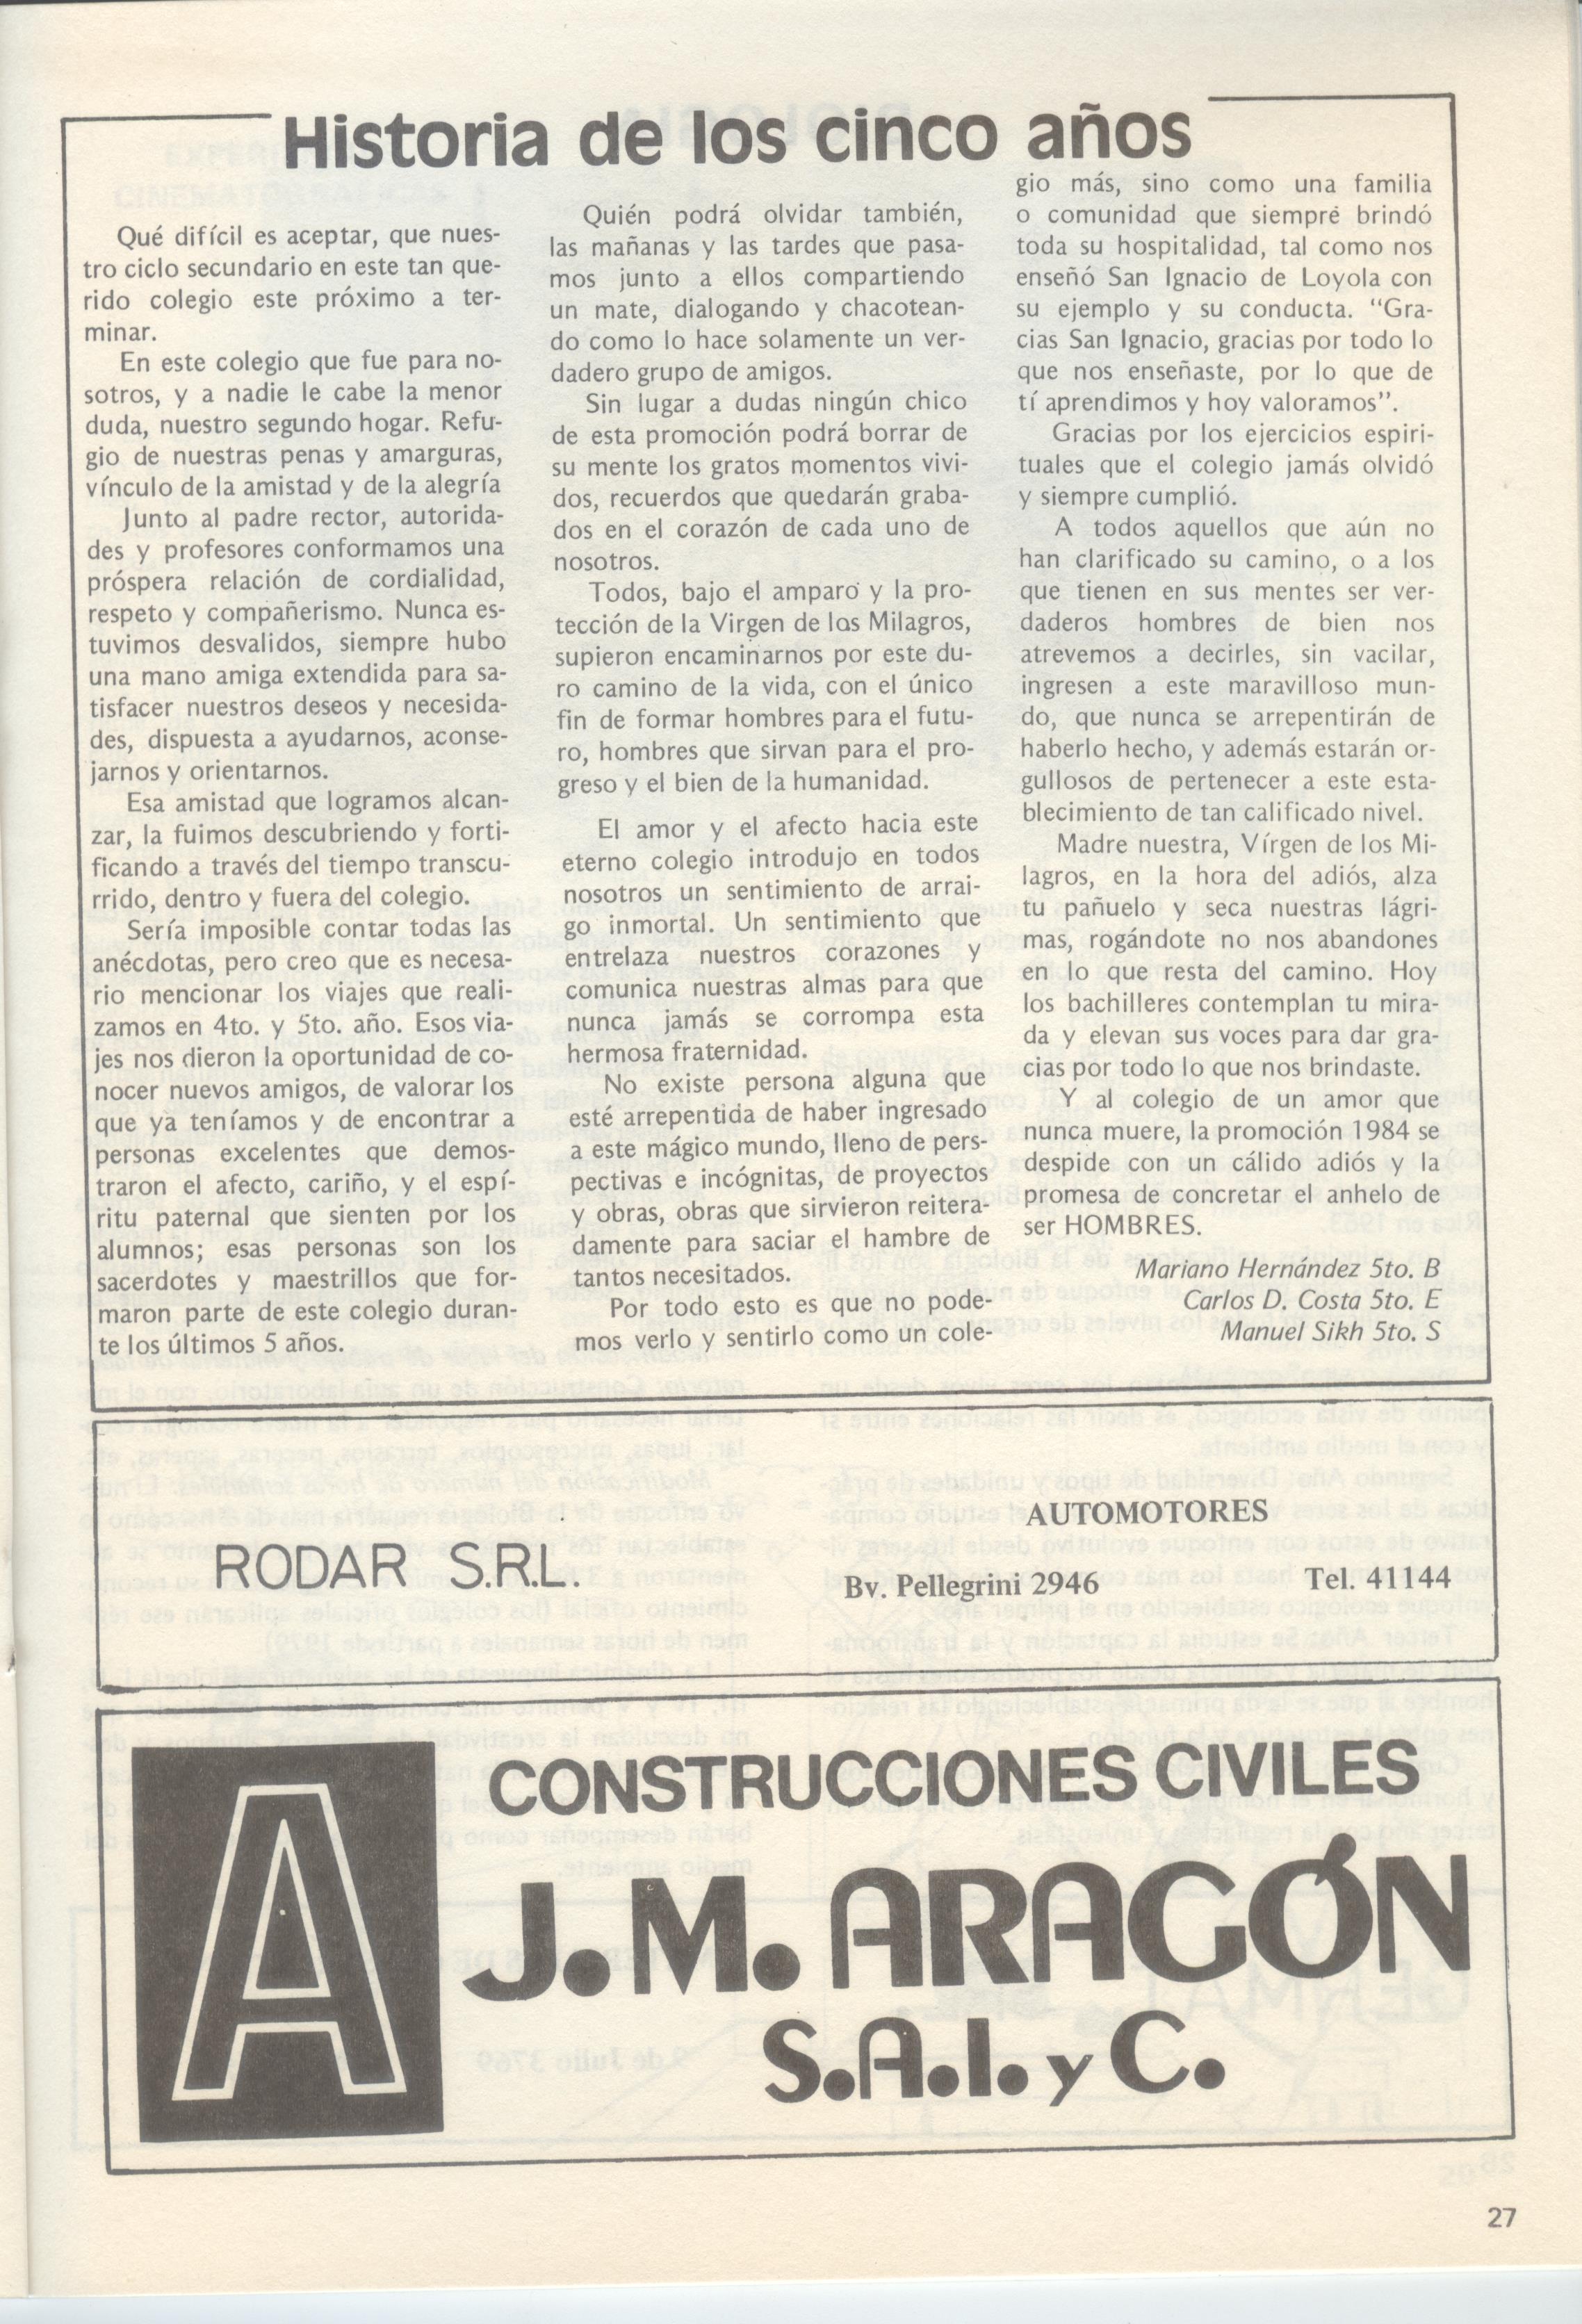 Historia de los cinco años
Qué difícil es aceptar, que nues-
tro ciclo secundario en este tan que-
rido colegio este próximo a ter-
minar.
En este colegio que fue para no-
sotros, y a nadie le cabe la menor
duda, nuestro segundo hogar. Refu-
gio de nuestras penas y amarguras,
vínculo de la amistad y de la alegría
Junto al padre rector, autorida-
des y profesores conformamos una
próspera relación de cordialidad,
respeto y compañerismo. Nunca es-
tuvimos desvalidos, siempre hubo
una mano amiga extendida para sa-
tisfacer nuestros deseos y necesida-
des, dispuesta a ayudarnos, aconse-
jarnos y orientarnos.
Esa amistad que logramos alcan-
zar, la fuimos descubriendo y forti-
ficando a través del tiempo transcu-
rrido, dentro y fuera del colegio.
Sería imposible contar todas las
anécdotas, pero creo que es necesa-
rio mencionar los viajes que reali-
zamos en 4to. y 5to. año. Esos via-
jes nos dieron la oportunidad de co-
nocer nuevos amigos, de valorar los
que ya teníamos y de encontrar a
personas excelentes que demos-
traron el afecto, cariño, y el espí-
ritu paternal que sienten por los
alumnos; esas personas son los
sacerdotes y maestrillos que for-
maron parte de este colegio duran-
te los últimos 5 años.
Quién podrá olvidar también,
las mañanas y las tardes que pasa-
mos junto a ellos compartiendo
un mate, dialogando y chacotean-
do como lo hace solamente un ver-
dadero grupo de amigos.
Sin lugar a dudas ningún chico
de esta promoción podrá borrar de
su mente los gratos momentos vivi-
dos, recuerdos que quedarán graba-
dos en el corazón de cada uno de
nosotros.
Todos, bajo el amparo y la pro-
tección de la Virgen de los Milagros,
supieron encaminarnos por este du-
ro camino de la vida, con el único
fin de formar hombres para el futu-
ro, hombres que sirvan para el pro-
greso y el bien de la humanidad.
El amor y el afecto hacia este
eterno colegio introdujo en todos
nosotros un sentimiento de arrai-
go inmortal. Un sentimiento que
entrelaza nuestros corazones y
comunica nuestras almas para que
nunca jamás se corrompa esta
hermosa fraternidad.
No existe persona alguna que
esté arrepentida de haber ingresado
a este mágico mundo, lleno de pers-
pectivas e incógnitas, de proyectos
y obras, obras que sirvieron reitera-
damente para saciar el hambre de
tantos necesitados.
Por todo esto es que no pode-
mos verlo y sentirlo como un cole-
gio más, sino como una familia
o comunidad que siempre brindó
toda su hospitalidad, tal como nos
enseñó San Ignacio de Loyola con
su ejemplo y su conducta. "Gra-
cias San Ignacio, gracias por todo lo
que nos enseñaste, por lo que de
tí aprendimos y hoy valoramos".
Gracias por los ejercicios espiri-
tuales que el colegio jamás olvidó
y siempre cumplió.
A todos aquellos que aún no
han clarificado su camino, o a los
que tienen en sus mentes ser ver-
daderos hombres de bien nos
atrevemos a decirles, sin vacilar,
ingresen a este maravilloso mun-
do, que nunca se arrepentirán de
haberlo hecho, y además estarán or-
gullosos de pertenecer a este esta-
blecimiento de tan calificado nivel.
Madre nuestra, Vírgen de los Mi-
lagros, en la hora del adiós, alza
tu pañuelo y seca nuestras lágri-
mas, rogándote no nos abandones
en lo que resta del camino. Hoy
los bachilleres contemplan tu mira-
da y elevan sus voces para dar gra-
cias por todo lo que nos brindaste.
Y al colegio de un amor que
nunca muere, la promoción 1984 se
despide con un cálido adiós y la
promesa de concretar el anhelo de
ser HOMBRES.
Mariano Hernández 5to. B
Carlos D. Costa 5to. E
Manuel Sikh 5to. S
RODAR S.R.L.
AUTOMOTORES
Bv. Pellegrini 2946 Tel. 41144
A
CONSTRUCCIONES CIVILES
J.M. ARAGÓN
S.A.I. y C.
27